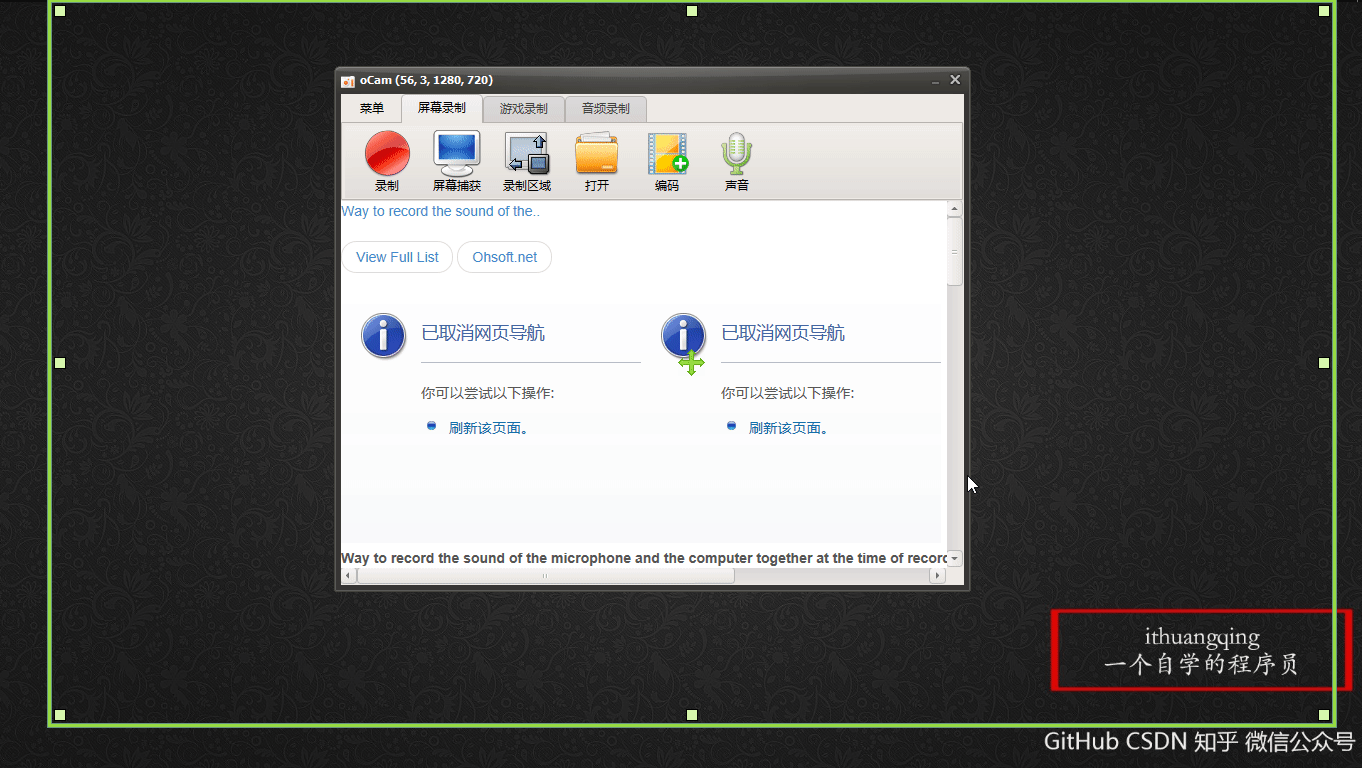 oCam (56, 3, 1280, 720)
菜单 屏幕录制 游戏录制 音频录制
录制 屏幕捕获 录制区域 打开 编码 声音
Way to record the sound of the..
View Full List Ohsoft.net
已取消网页导航 已取消网页导航
你可以尝试以下操作: 你可以尝试以下操作:
刷新该页面。 刷新该页面。
Way to record the sound of the microphone and the computer together at the time of recorc
ithuangqing
一个自学的程序员
GitHub CSDN 知乎 微信公众号